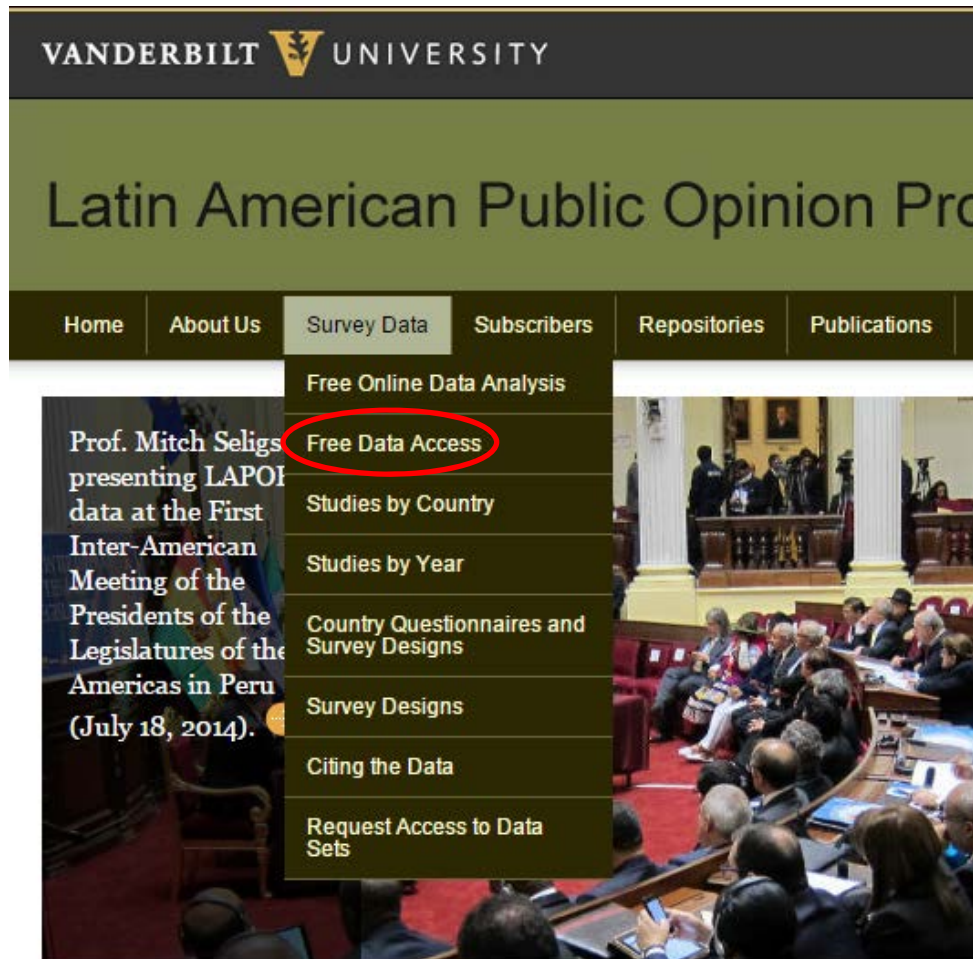 VANDERBILT UNIVERSITY
Latin American Public Opinion Pro
Home About Us Survey Data Subscribers Repositories Publications
Free Online Data Analysis
Free Data Access
Studies by Country
Studies by Year
Country Questionnaires and
Survey Designs
Survey Designs
Citing the Data
Request Access to Data
Sets
Prof. Mitch Seligs
presenting LAPOP
data at the First
Inter-American
Meeting of the
Presidents of the
Legislatures of the
Americas in Peru
(July 18, 2014).